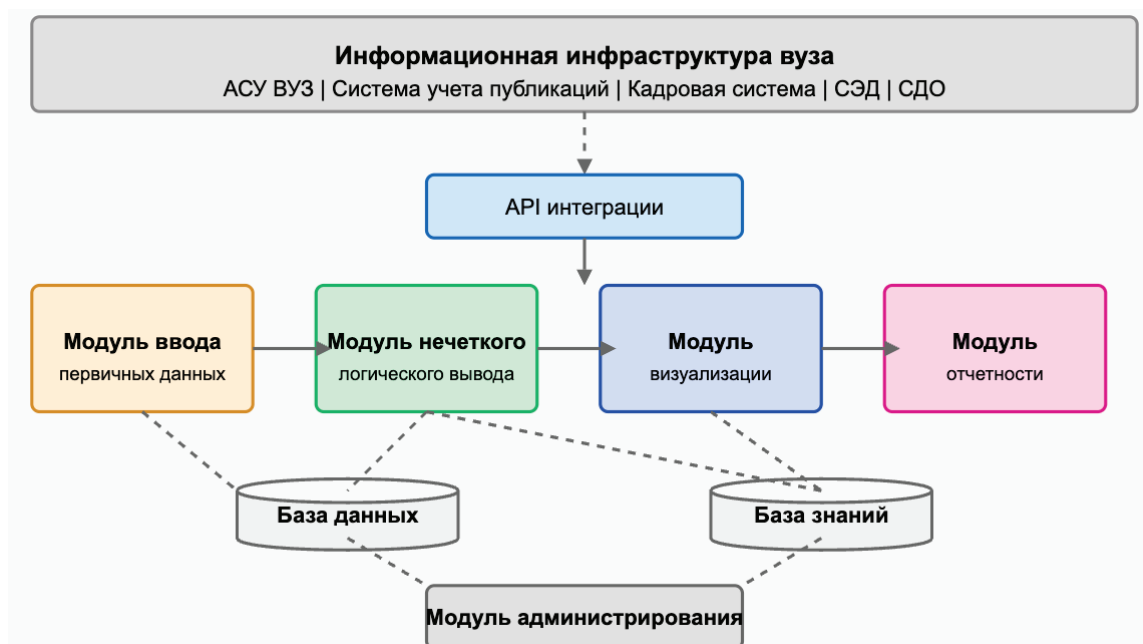 Информационная инфраструктура вуза
АСУ ВУЗ | Система учета публикаций | Кадровая система | СЭД | СДО
API интеграции
Модуль ввода
первичных данных
Модуль нечеткого
логического вывода
Модуль
визуализации
Модуль
отчетности
База данных
База знаний
Модуль администрирования